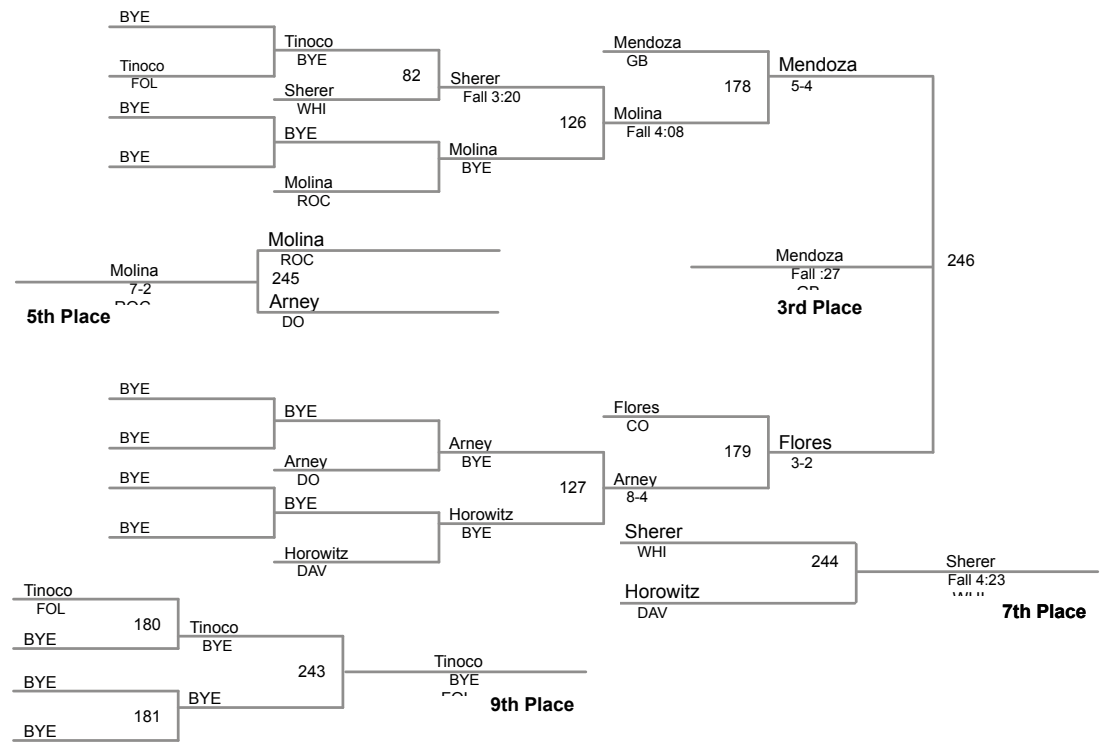 BYE
Tinoco
FOL
Tinoco
BYE
82
Sherer
WHI
Sherer
Fall 3:20
BYE
BYE
BYE
Molina
ROC
Molina
BYE
126
Mendoza
GB
Molina
Fall 4:08
178
Mendoza
5-4
Molina
7-2
5th Place
Molina
ROC
245
Arney
DO
Mendoza
Fall :27
3rd Place
246
BYE
BYE
BYE
Arney
DO
Arney
BYE
BYE
BYE
BYE
Horowitz
DAV
Horowitz
BYE
127
Flores
CO
Arney
8-4
179
Flores
3-2
Sherer
WHI
244
Horowitz
DAV
Sherer
Fall 4:23
7th Place
Tinoco
FOL
180
BYE
Tinoco
BYE
BYE
181
BYE
BYE
243
Tinoco
BYE
9th Place